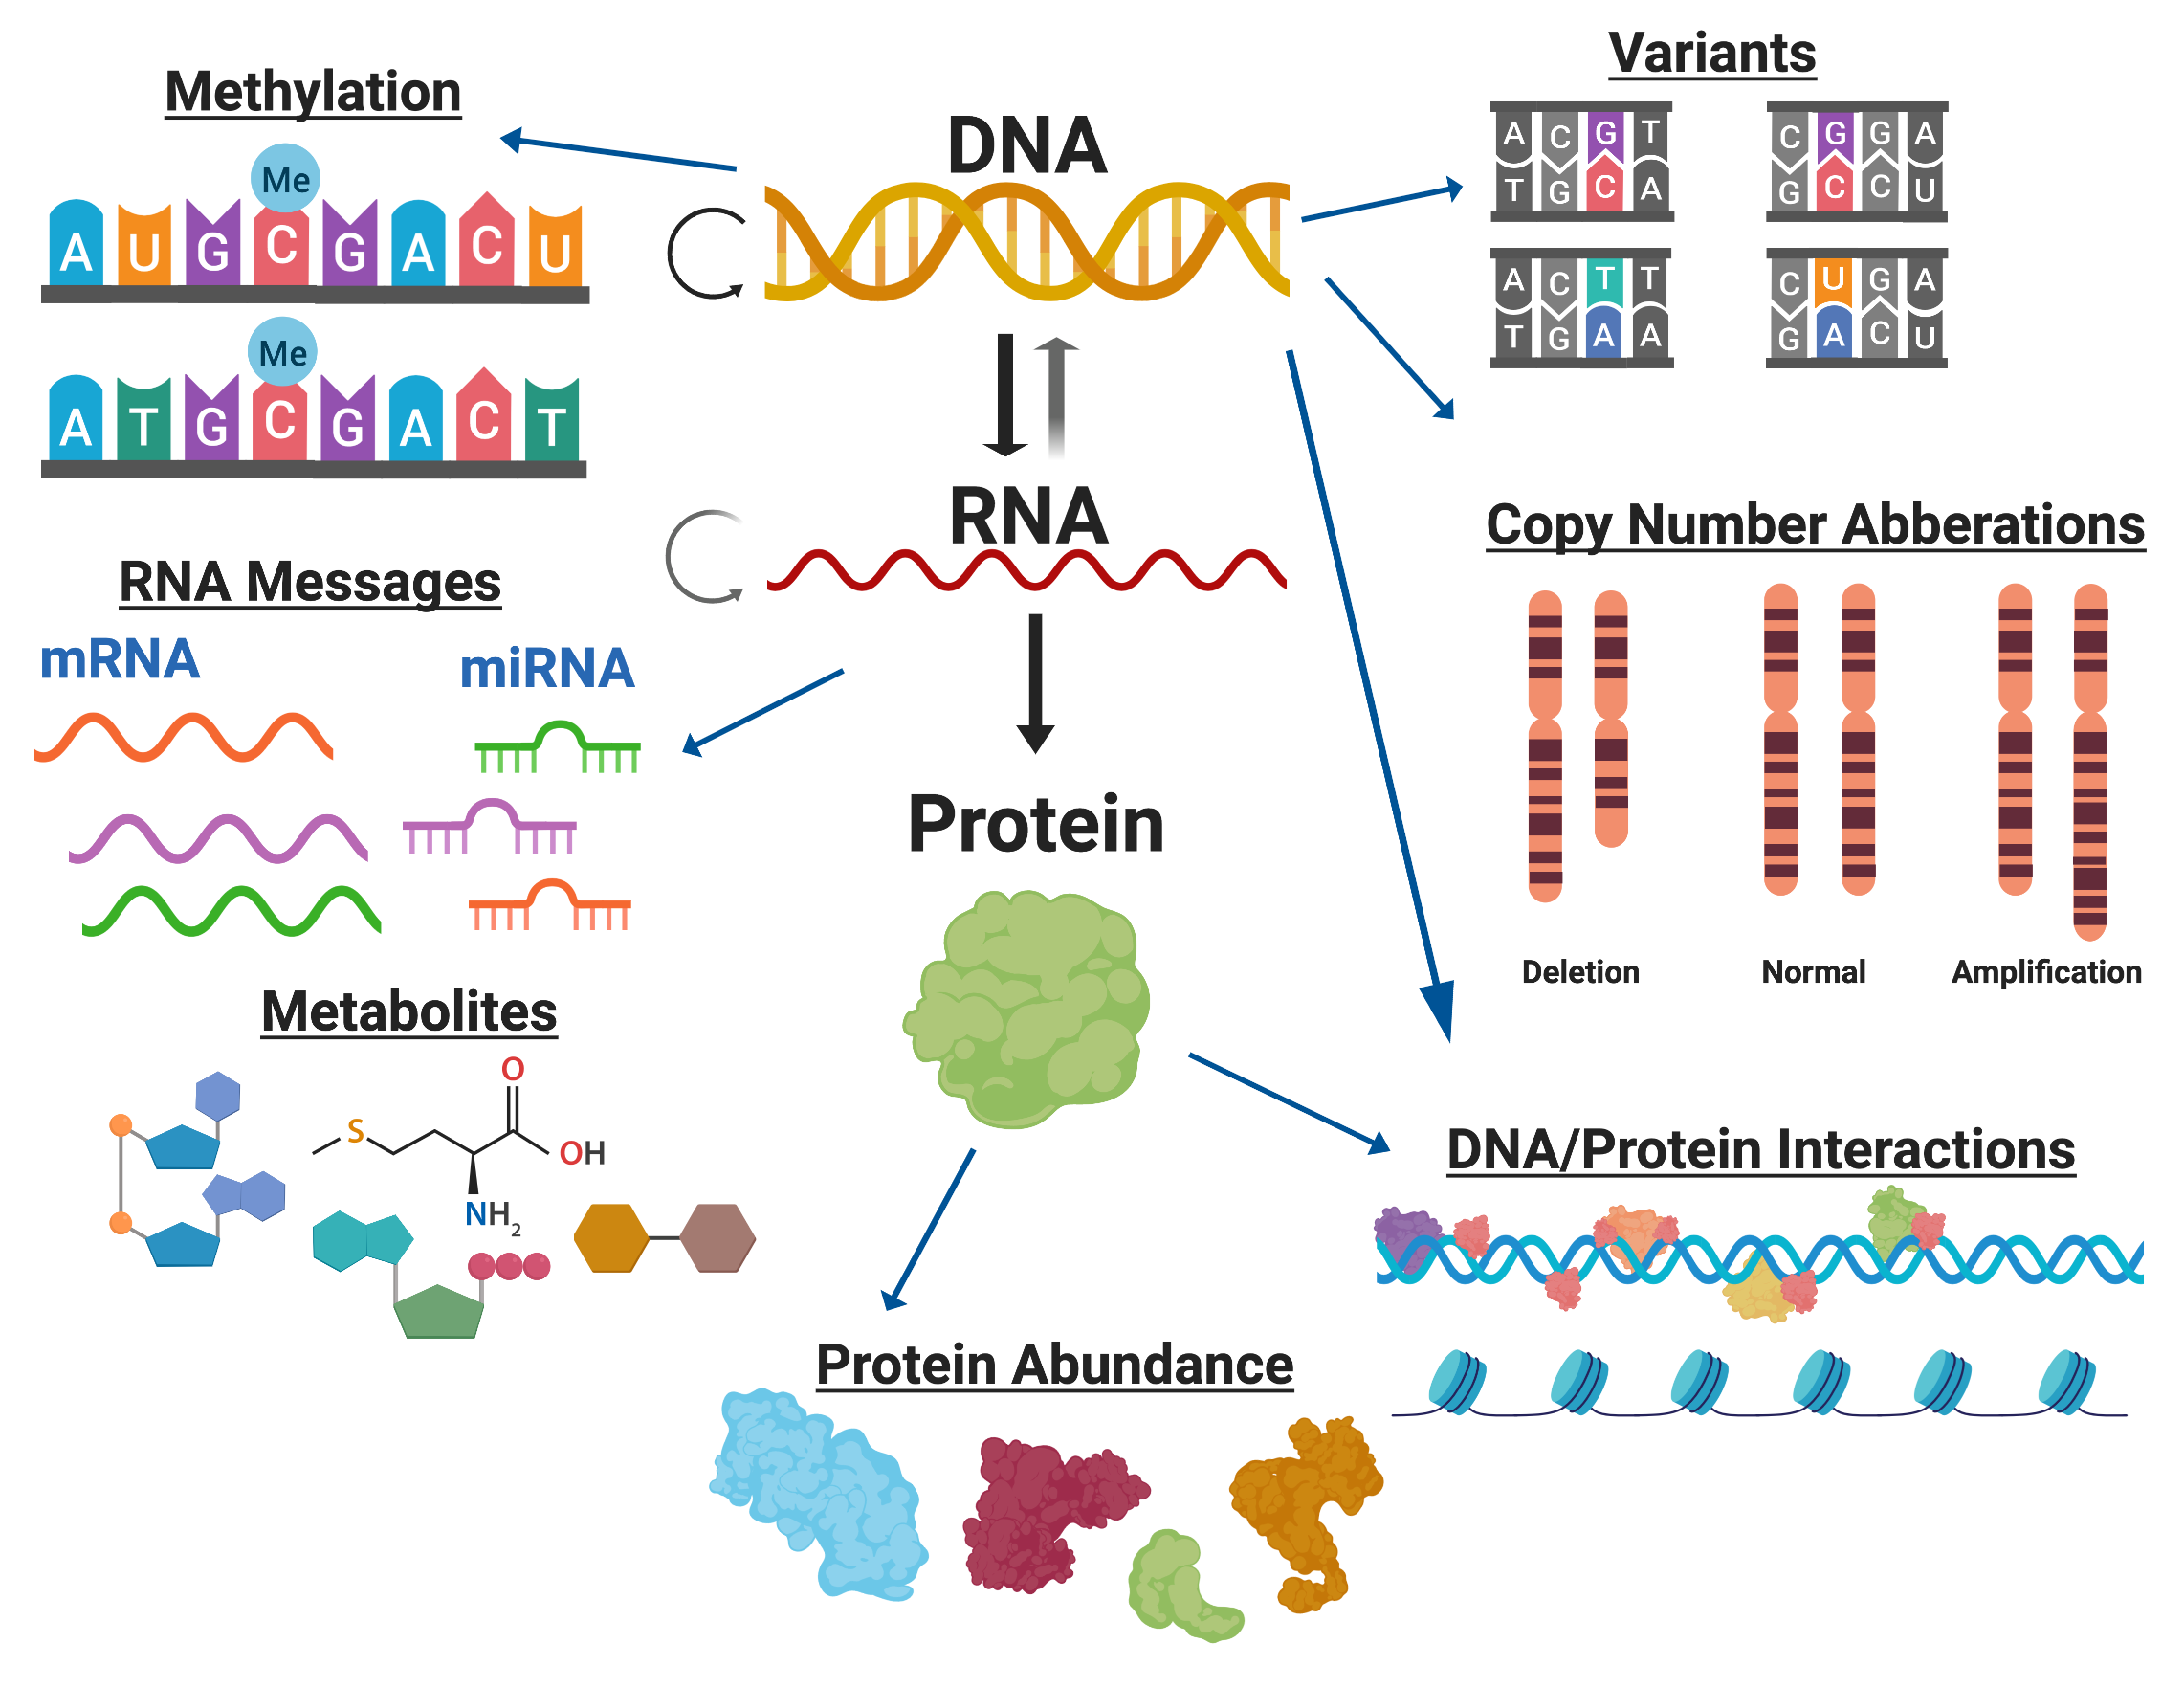 Methylation
Me
A U G C G A C U
Me
A T G C G A C T
DNA
Variants
A C G T
T G C A
C G G A
G C C U
A C T T
T G A A
C U G A
G A C U
RNA
Copy Number Abberations
Deletion
Normal
Amplification
RNA Messages
mRNA
miRNA
Protein
Metabolites
O
S
OH
NH2
DNA/Protein Interactions
Protein Abundance